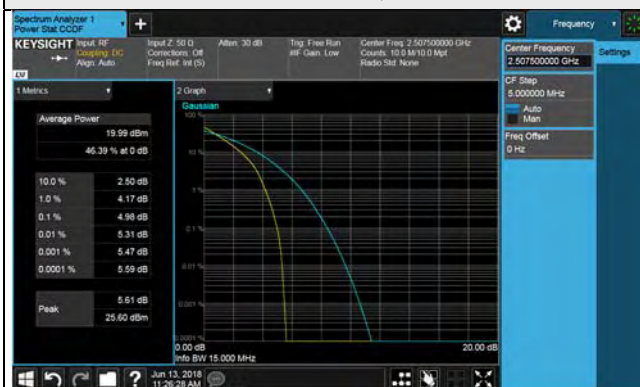 Spectrum Analyzer 1
Power Stat CCDF
Frequency
KEYSIGHT
Input: RF
Coupling: DC
Align: Auto
Input Z: 50 Ω
Corrections: Off
Freq Ref: Int (S)
Atten: 30 dB
Trig: Free Run
#IF Gain: Low
Center Freq: 2.507500000 GHz
Counts: 10.0 M/10.0 Mpt
Radio Std: None
Center Frequency
2.507500000 GHz
Settings
CF Step
5.000000 MHz
Auto
Man
Freq Offset
0 Hz
1 Metrics
2 Graph
Gaussian
Average Power
19.99 dBm
46.39 % at 0 dB
10.0 % 2.50 dB
1.0 % 4.17 dB
0.1 % 4.98 dB
0.01 % 5.31 dB
0.001 % 5.47 dB
0.0001 % 5.59 dB
Peak
5.61 dB
25.60 dBm
100 %
10 %
1 %
0.1 %
0.01 %
0.001 %
0.0001 %
0.00 dB
20.00 dB
Info BW 15.000 MHz
?
Jun 13, 2018
11:26:28 AM